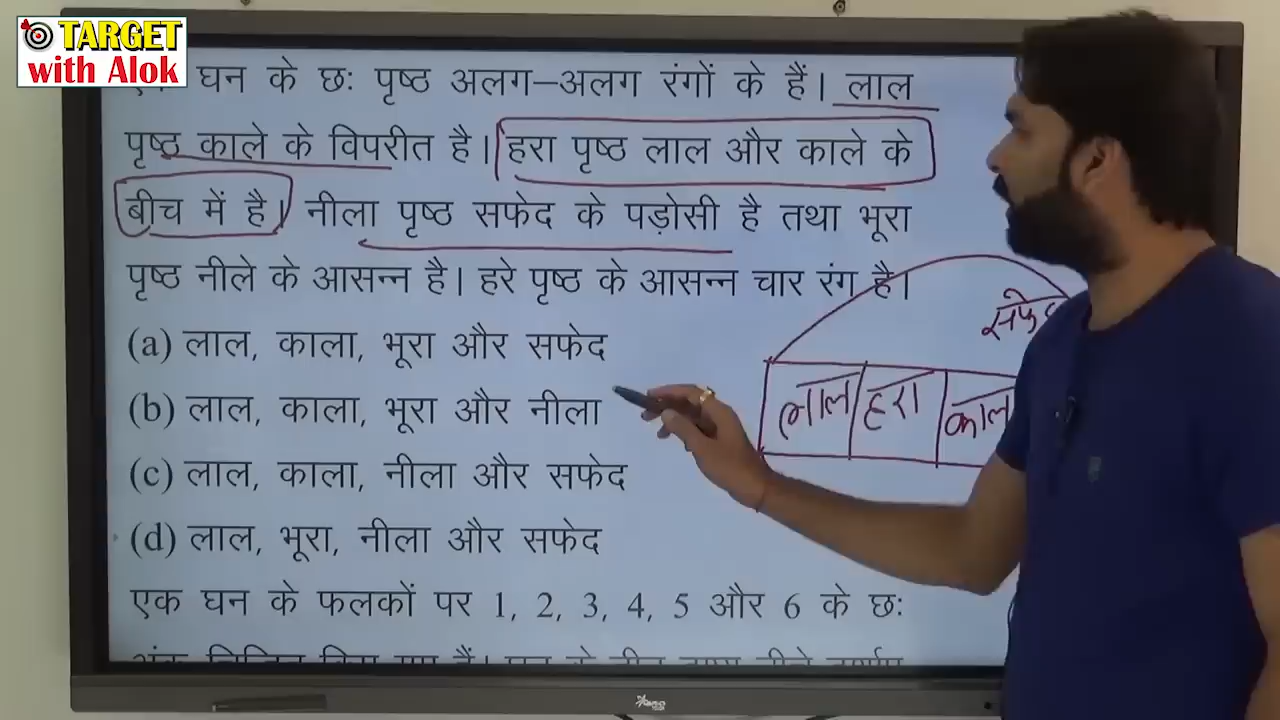 TARGET
with Alok
घन के छः पृष्ठ अलग–अलग रंगों के हैं। लाल
पृष्ठ काले के विपरीत है। हरा पृष्ठ लाल और काले के
बीच में है। नीला पृष्ठ सफेद के पड़ोसी है तथा भूरा
पृष्ठ नीले के आसन्न है। हरे पृष्ठ के आसन्न चार रंग है।
सफेद
(a) लाल, काला, भूरा और सफेद
लाल हरा काल
(b) लाल, काला, भूरा और नीला
(c) लाल, काला, नीला और सफेद
(d) लाल, भूरा, नीला और सफेद
एक घन के फलकों पर 1, 2, 3, 4, 5 और 6 के छः